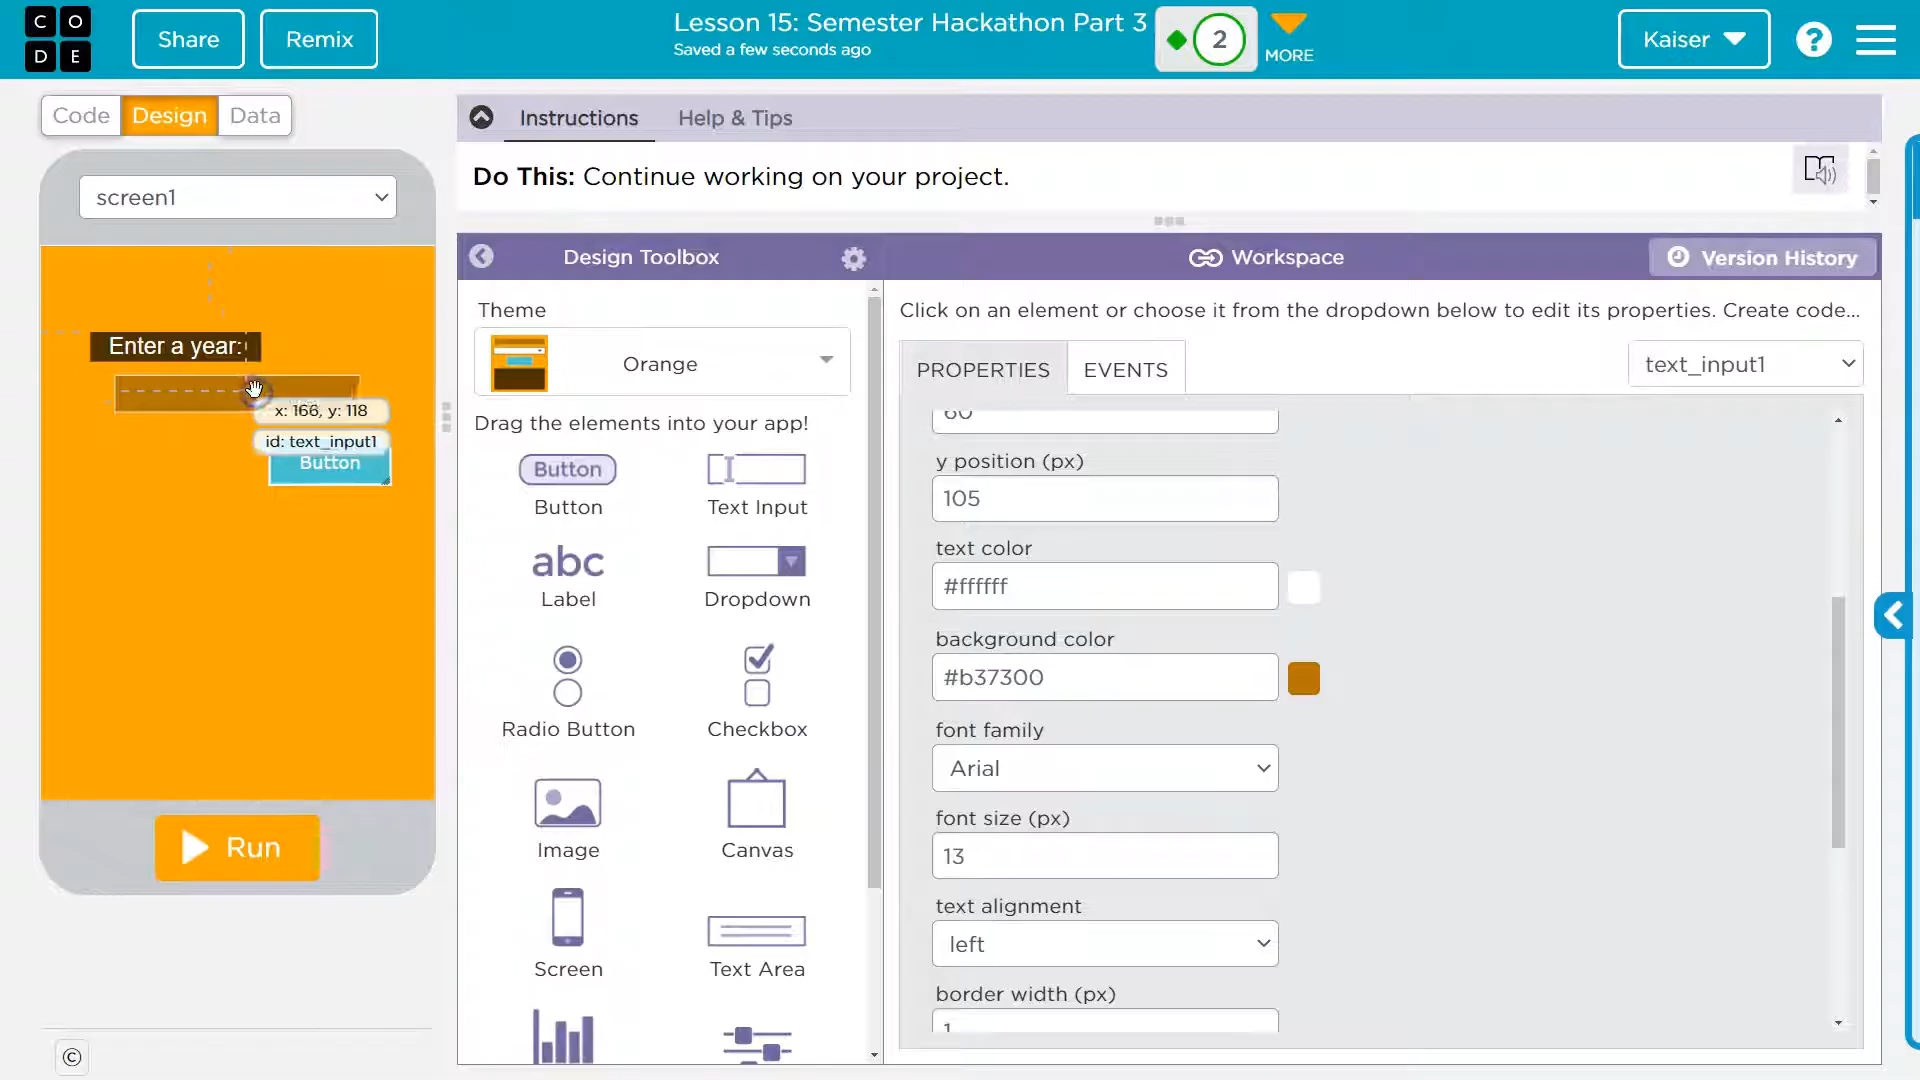 C O
D E
Share
Remix
Lesson 15: Semester Hackathon Part 3
Saved a few seconds ago
2
MORE
Kaiser
?
Code
Design
Data
screen1
Enter a year:
x: 166, y: 118
id: text_input1
Button
Run
©
Instructions
Help & Tips
Do This: Continue working on your project.
Design Toolbox
Workspace
Version History
Theme
Orange
Drag the elements into your app!
Button
Button
Text Input
abc
Label
Dropdown
Radio Button
Checkbox
Image
Canvas
Screen
Text Area
Click on an element or choose it from the dropdown below to edit its properties. Create code...
PROPERTIES
EVENTS
text_input1
60
y position (px)
105
text color
#ffffff
background color
#b37300
font family
Arial
font size (px)
13
text alignment
left
border width (px)
1